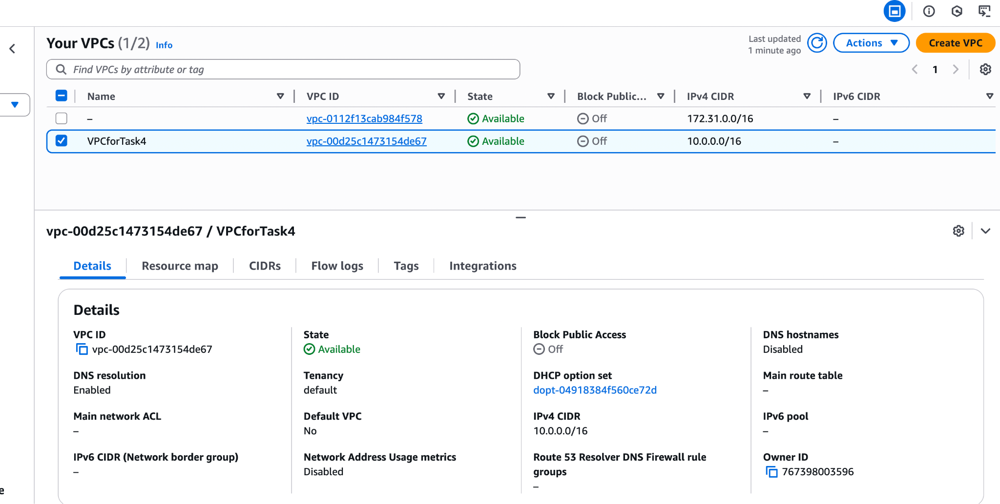 Your VPCs (1/2) Info
Last updated
1 minute ago
Actions
Create VPC
Find VPCs by attribute or tag
1
Name VPC ID State Block Public... IPv4 CIDR IPv6 CIDR
– vpc-0112f13cab984f578 Available Off 172.31.0.0/16 –
VPCforTask4 vpc-00d25c1473154de67 Available Off 10.0.0.0/16 –
vpc-00d25c1473154de67 / VPCforTask4
Details Resource map CIDRs Flow logs Tags Integrations
Details
VPC ID
vpc-00d25c1473154de67
State
Available
Block Public Access
Off
DNS hostnames
Disabled
DNS resolution
Enabled
Tenancy
default
DHCP option set
dopt-04918384f560ce72d
Main route table
–
Main network ACL
–
Default VPC
No
IPv4 CIDR
10.0.0.0/16
IPv6 pool
–
IPv6 CIDR (Network border group)
–
Network Address Usage metrics
Disabled
Route 53 Resolver DNS Firewall rule
groups
–
Owner ID
767398003596
e